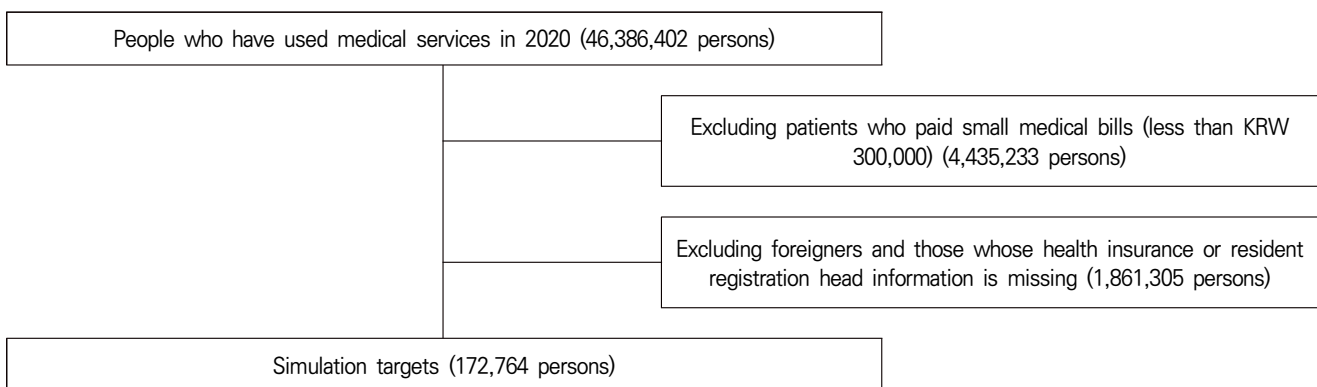 People who have used medical services in 2020 (46,386,402 persons)
Excluding patients who paid small medical bills (less than KRW
300,000) (4,435,233 persons)
Excluding foreigners and those whose health insurance or resident
registration head information is missing (1,861,305 persons)
Simulation targets (172,764 persons)